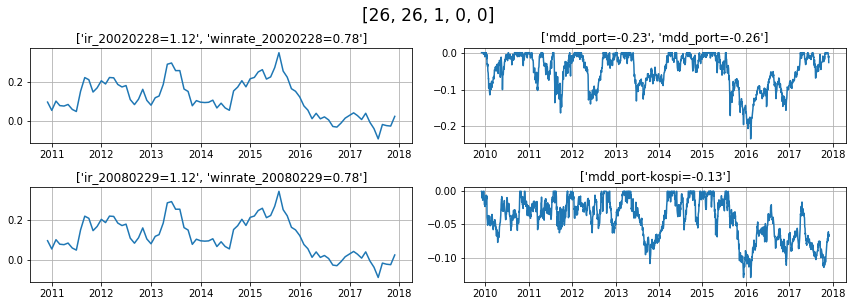 [26, 26, 1, 0, 0]
['ir_20020228=1.12', 'winrate_20020228=0.78']
0.2
0.0
2011 2012 2013 2014 2015 2016 2017 2018
['mdd_port=-0.23', 'mdd_port=-0.26']
0.0
−0.1
−0.2
2010 2011 2012 2013 2014 2015 2016 2017 2018
['ir_20080229=1.12', 'winrate_20080229=0.78']
0.2
0.0
2011 2012 2013 2014 2015 2016 2017 2018
['mdd_port-kospi=-0.13']
0.00
−0.05
−0.10
2010 2011 2012 2013 2014 2015 2016 2017 2018